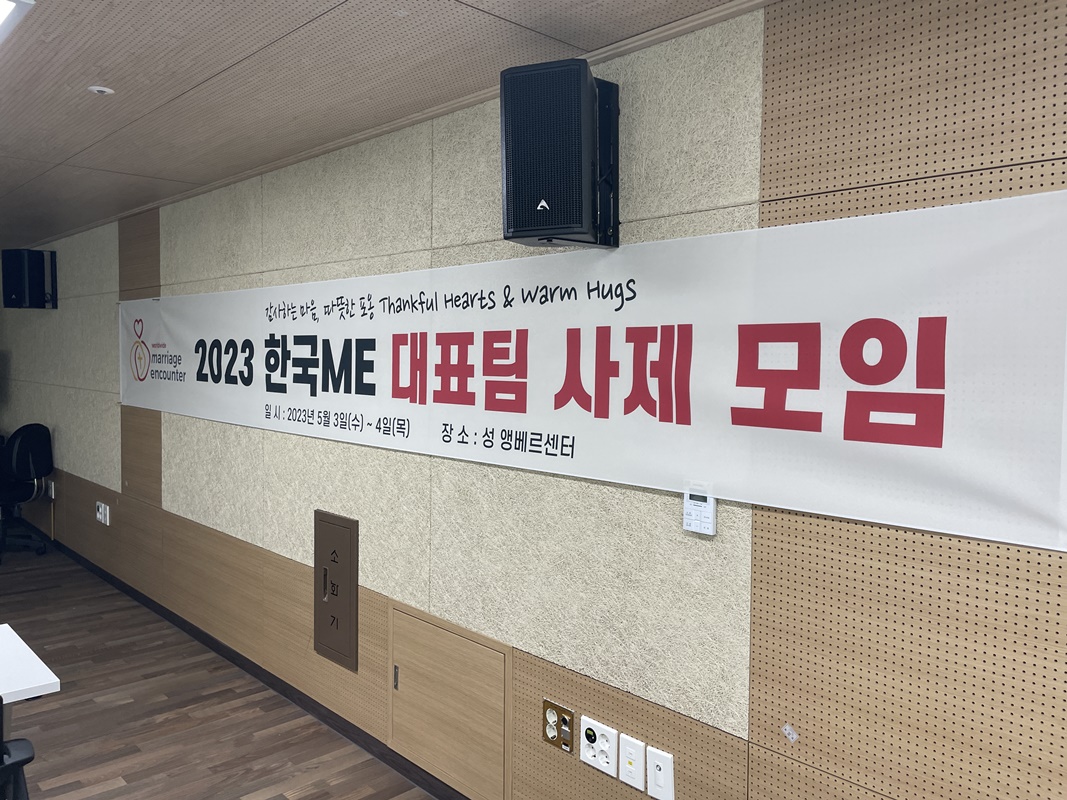 감사하는 마음, 따뜻한 포옹 Thankful Hearts & Warm Hugs
worldwide
marriage
encounter
2023 한국ME 대표팀 사제 모임
일 시 : 2023년 5월 3일(수) ~ 4일(목) 장 소 : 성 앵베르센터
소
화
기